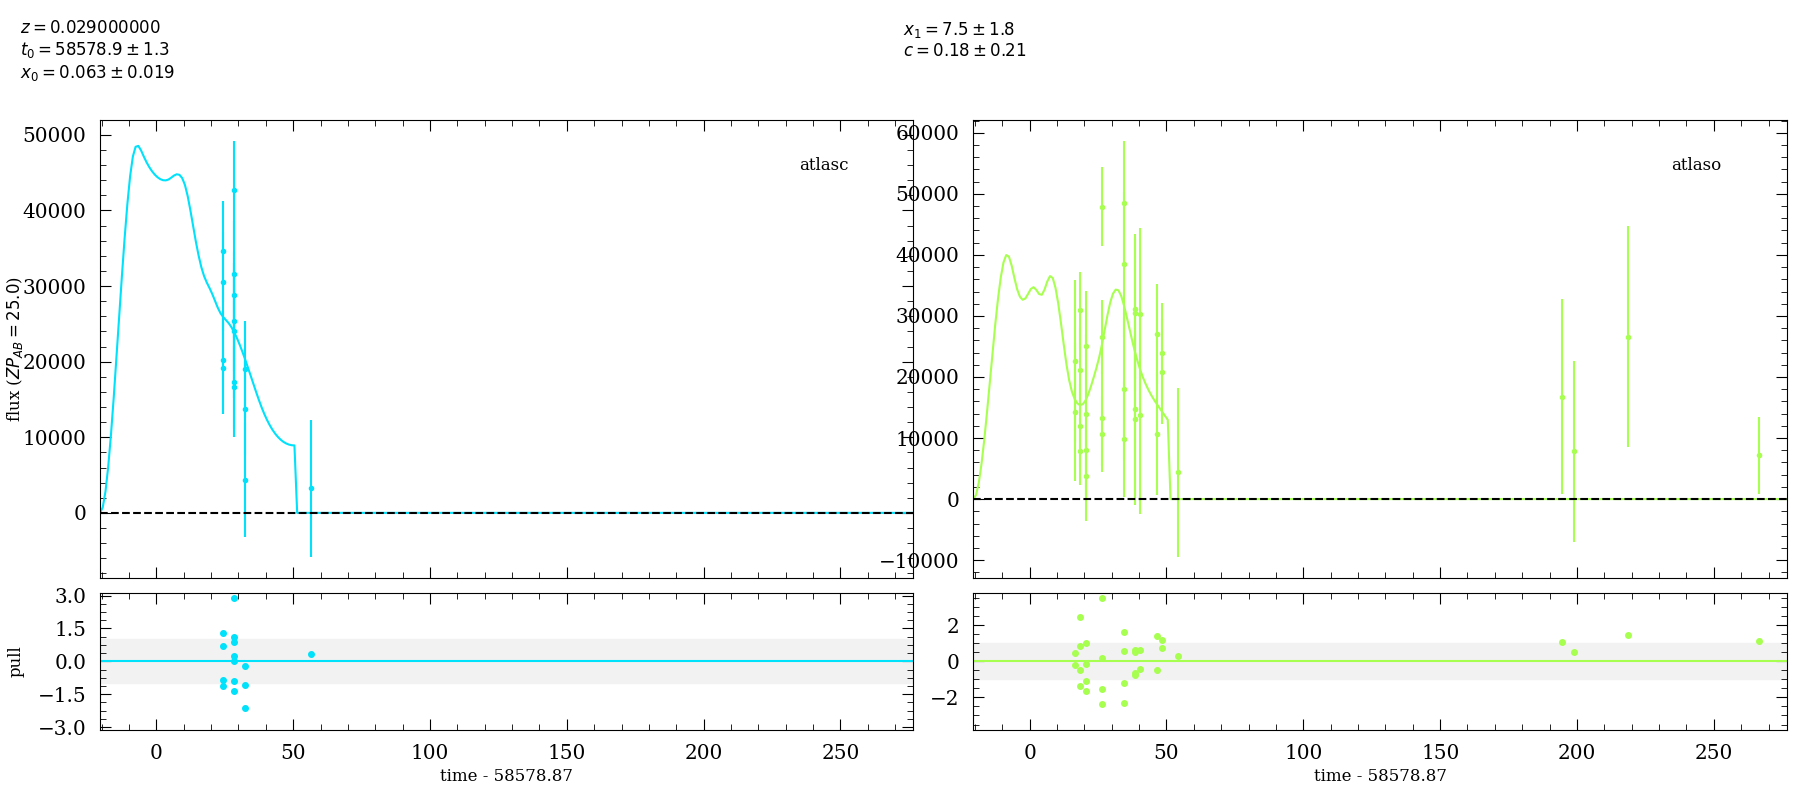 z = 0.029000000
t0 = 58578.9 ± 1.3
x0 = 0.063 ± 0.019
x1 = 7.5 ± 1.8
c = 0.18 ± 0.21
50000
40000
30000
20000
10000
0
flux (ZP_AB = 25.0)
atlasc
60000
50000
40000
30000
20000
10000
0
−10000
atlaso
3.0
1.5
0.0
−1.5
−3.0
pull
0 50 100 150 200 250
time - 58578.87
2
0
−2
0 50 100 150 200 250
time - 58578.87